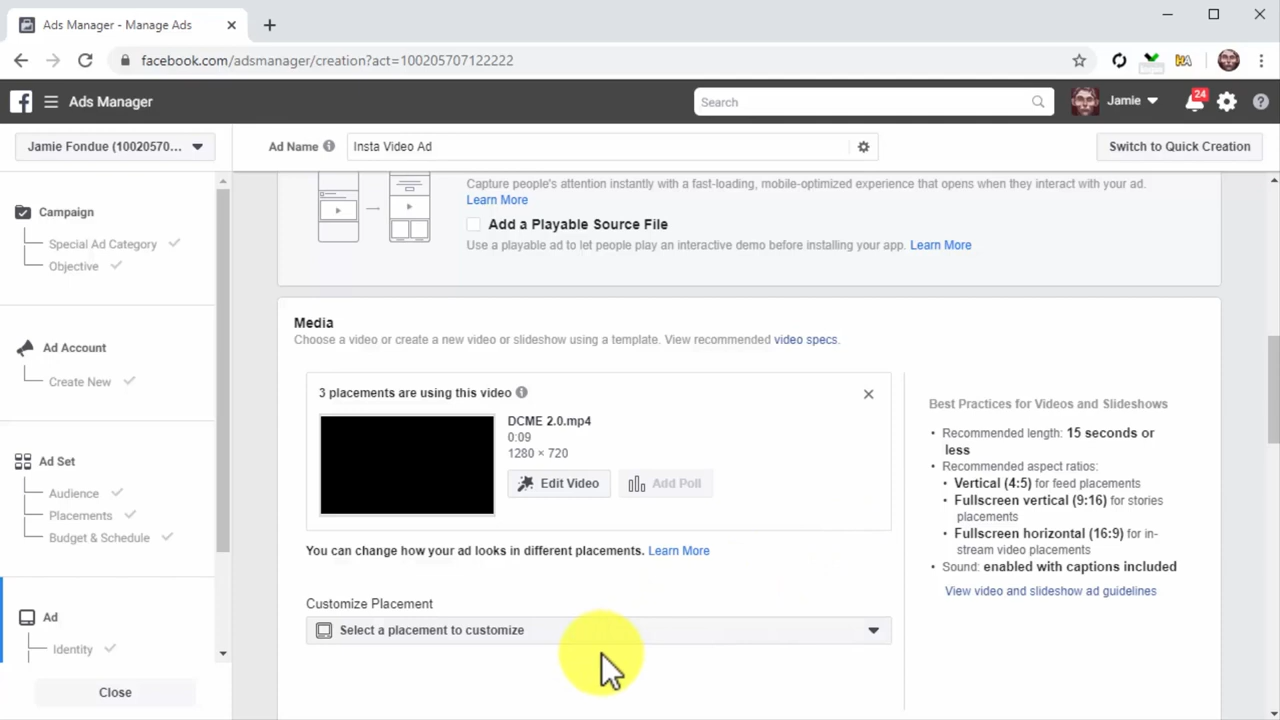 Ads Manager - Manage Ads
facebook.com/adsmanager/creation?act=100205707122222
Ads Manager
Search
Jamie
24
Jamie Fondue (10020570...
Ad Name
Insta Video Ad
Switch to Quick Creation
Campaign
Special Ad Category
Objective
Ad Account
Create New
Ad Set
Audience
Placements
Budget & Schedule
Ad
Identity
Close
Capture people's attention instantly with a fast-loading, mobile-optimized experience that opens when they interact with your ad.
Learn More
Add a Playable Source File
Use a playable ad to let people play an interactive demo before installing your app. Learn More
Media
Choose a video or create a new video or slideshow using a template. View recommended video specs.
3 placements are using this video
DCME 2.0.mp4
0:09
1280 × 720
Edit Video
Add Poll
You can change how your ad looks in different placements. Learn More
Customize Placement
Select a placement to customize
Best Practices for Videos and Slideshows
• Recommended length: 15 seconds or
less
• Recommended aspect ratios:
• Vertical (4:5) for feed placements
• Fullscreen vertical (9:16) for stories
placements
• Fullscreen horizontal (16:9) for in-
stream video placements
• Sound: enabled with captions included
View video and slideshow ad guidelines